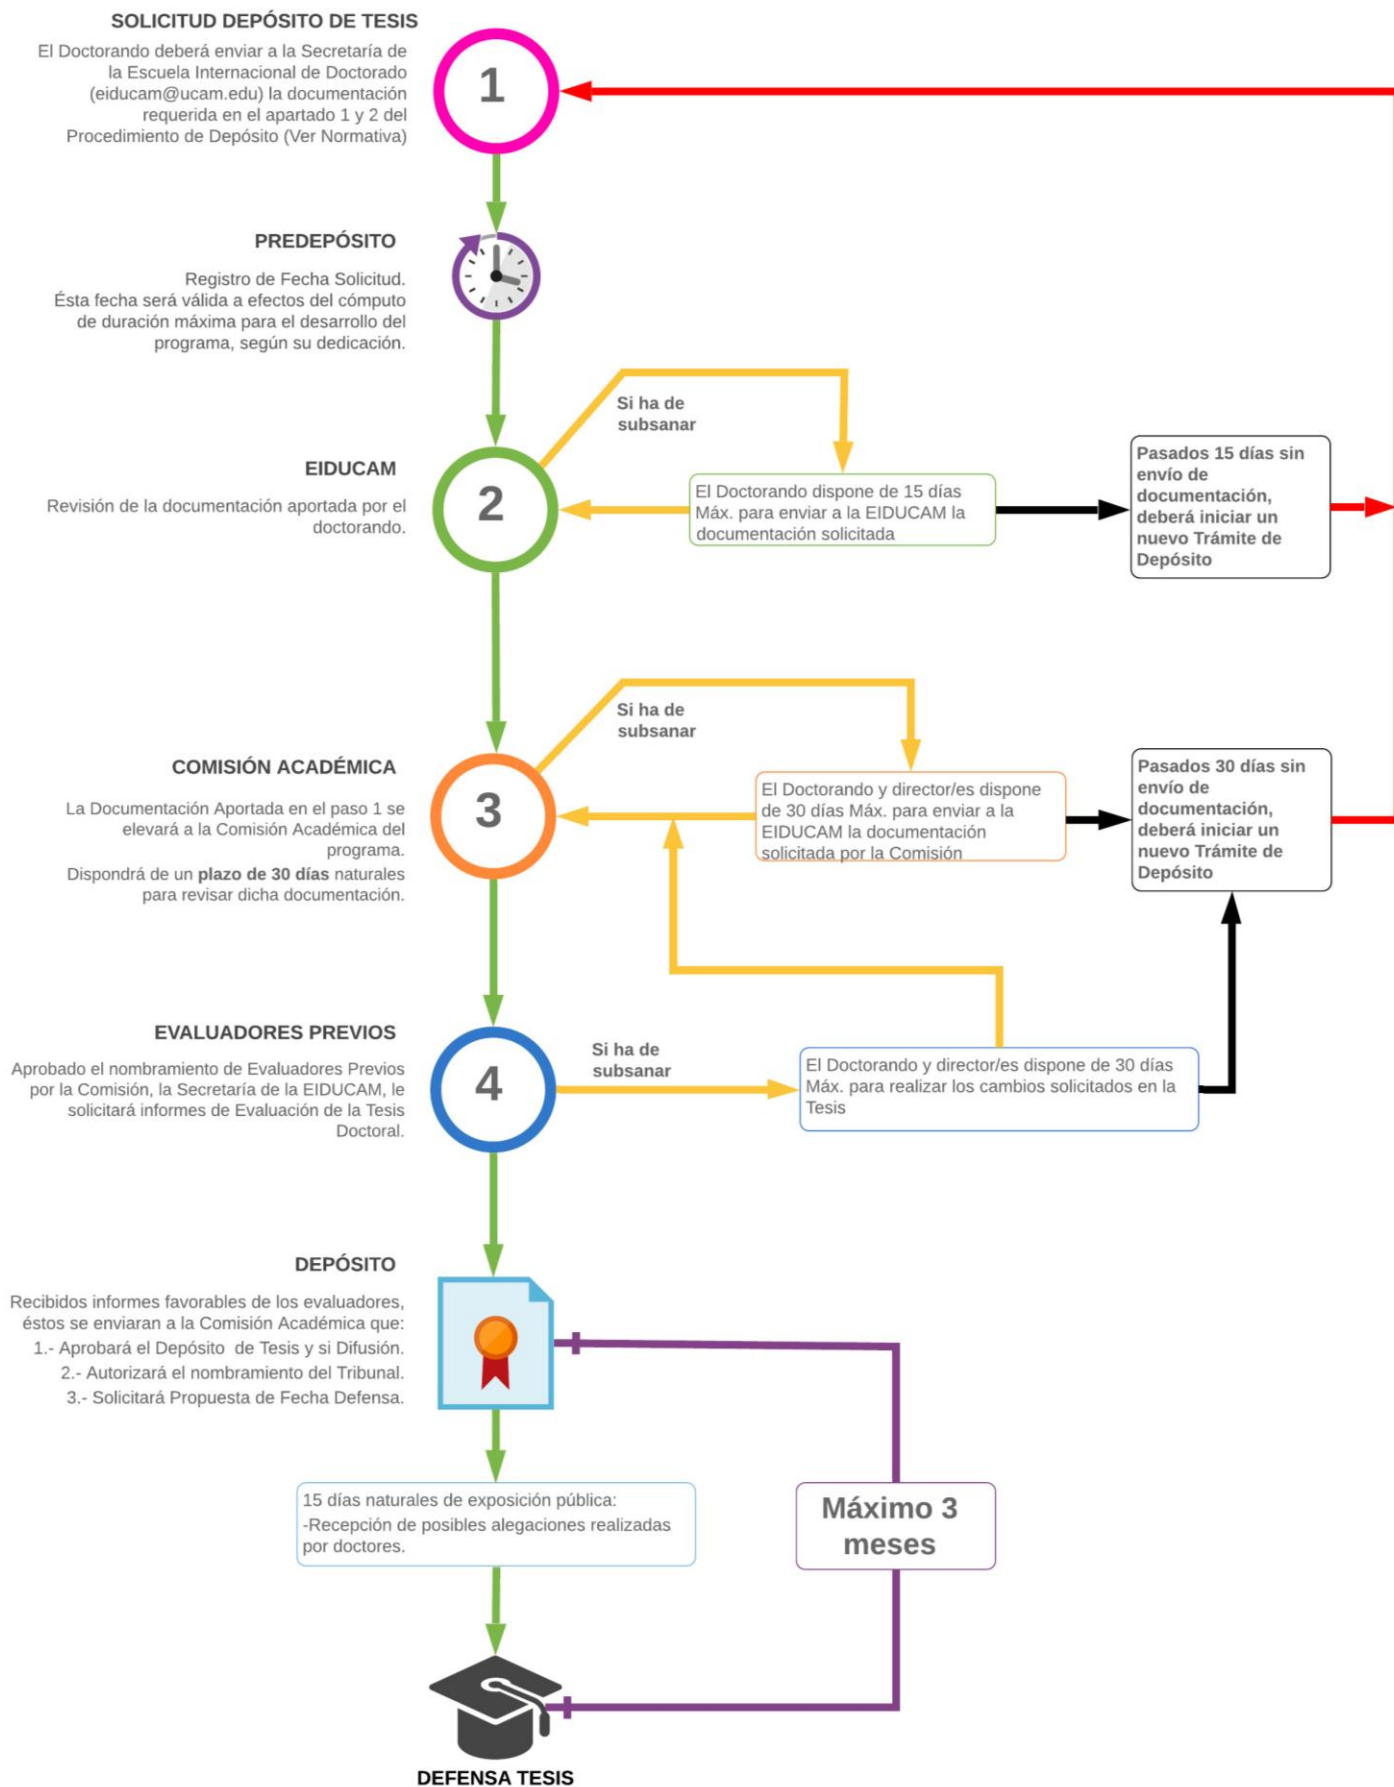 SOLICITUD DEPÓSITO DE TESIS
El Doctorando deberá enviar a la Secretaría de
la Escuela Internacional de Doctorado
(eiducam@ucam.edu) la documentación
requerida en el apartado 1 y 2 del
Procedimiento de Depósito (Ver Normativa)
1
PREDEPÓSITO
Registro de Fecha Solicitud.
Ésta fecha será válida a efectos del cómputo
de duración máxima para el desarrollo del
programa, según su dedicación.
Si ha de
subsanar
EIDUCAM
Revisión de la documentación aportada por el
doctorando.
2
El Doctorando dispone de 15 días
Máx. para enviar a la EIDUCAM la
documentación solicitada
Pasados 15 días sin
envío de
documentación,
deberá iniciar un
nuevo Trámite de
Depósito
Si ha de
subsanar
COMISIÓN ACADÉMICA
La Documentación Aportada en el paso 1 se
elevará a la Comisión Académica del
programa.
Dispondrá de un plazo de 30 días naturales
para revisar dicha documentación.
3
El Doctorando y director/es dispone
de 30 días Máx. para enviar a la
EIDUCAM la documentación
solicitada por la Comisión
Pasados 30 días sin
envío de
documentación,
deberá iniciar un
nuevo Trámite de
Depósito
EVALUADORES PREVIOS
Aprobado el nombramiento de Evaluadores Previos
por la Comisión, la Secretaría de la EIDUCAM, le
solicitará informes de Evaluación de la Tesis
Doctoral.
4
Si ha de
subsanar
El Doctorando y director/es dispone de 30 días
Máx. para realizar los cambios solicitados en la
Tesis
DEPÓSITO
Recibidos informes favorables de los evaluadores,
éstos se enviaran a la Comisión Académica que:
1.- Aprobará el Depósito de Tesis y si Difusión.
2.- Autorizará el nombramiento del Tribunal.
3.- Solicitará Propuesta de Fecha Defensa.
15 días naturales de exposición pública:
-Recepción de posibles alegaciones realizadas
por doctores.
Máximo 3
meses
DEFENSA TESIS